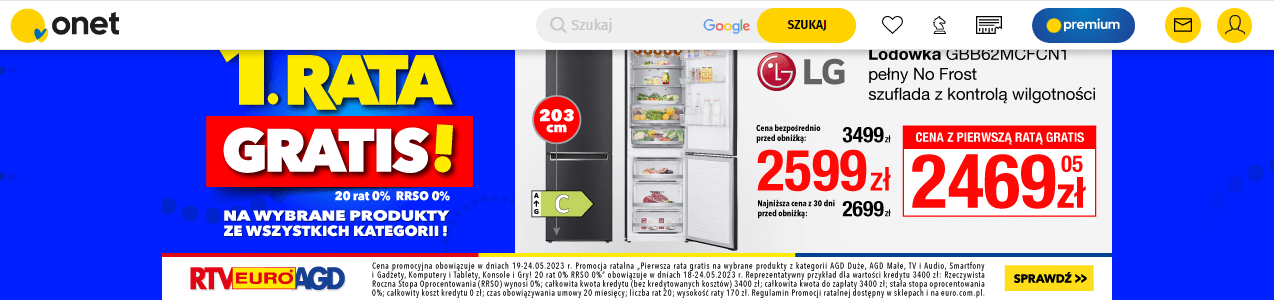 onet
Szukaj
Google
SZUKAJ
premium
1. RATA
GRATIS!
20 rat 0% RRSO 0%
NA WYBRANE PRODUKTY
ZE WSZYSTKICH KATEGORII !
203
cm
A
G
C
LG
Lodówka GBB62MCFCN1
pełny No Frost
szuflada z kontrolą wilgotności
Cena bezpośrednio
przed obniżką:
3499 zł
2599 zł
Najniższa cena z 30 dni
przed obniżką:
2699 zł
CENA Z PIERWSZĄ RATĄ GRATIS
2469 05 zł
RTV EURO AGD
Cena promocyjna obowiązuje w dniach 19-24.05.2023 r. Promocja ratalna „Pierwsza rata gratis na wybrane produkty z kategorii AGD Duże, AGD Małe, TV i Audio, Smartfony
i Gadżety, Komputery i Tablety, Konsole i Gry! 20 rat 0% RRSO 0%" obowiązuje w dniach 18-24.05.2023 r. Reprezentatywny przykład dla wartości kredytu 3400 zł: Rzeczywista
Roczna Stopa Oprocentowania (RRSO) wynosi 0%; całkowita kwota kredytu (bez kredytowanych kosztów) 3400 zł; całkowita kwota do zapłaty 3400 zł; stała stopa oprocentowania
0%; całkowity koszt kredytu 0 zł; czas obowiązywania umowy 20 miesięcy; liczba rat 20; wysokość raty 170 zł. Regulamin Promocji ratalnej dostępny w sklepach i na euro.com.pl.
SPRAWDŹ >>